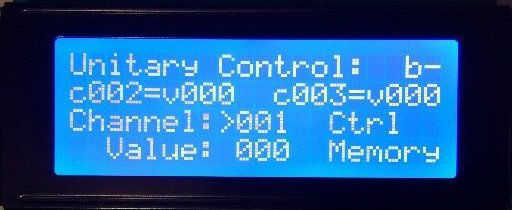 Unitary Control: b-
c002=v000 c003=v000
Channel:>001 Ctrl
Value: 000 Memory